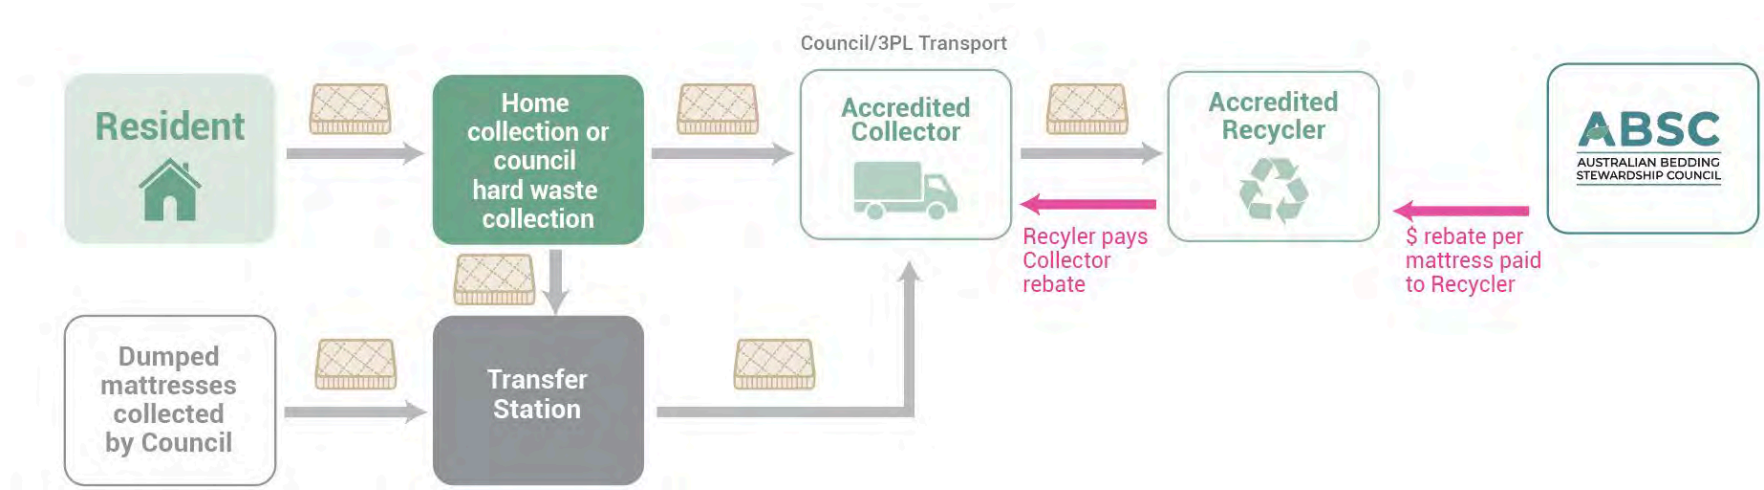 Council/3PL Transport
Resident
Home
collection or
council
hard waste
collection
Accredited
Collector
Accredited
Recycler
ABSC
AUSTRALIAN BEDDING
STEWARDSHIP COUNCIL
Recyler pays
Collector
rebate
$ rebate per
mattress paid
to Recycler
Dumped
mattresses
collected
by Council
Transfer
Station